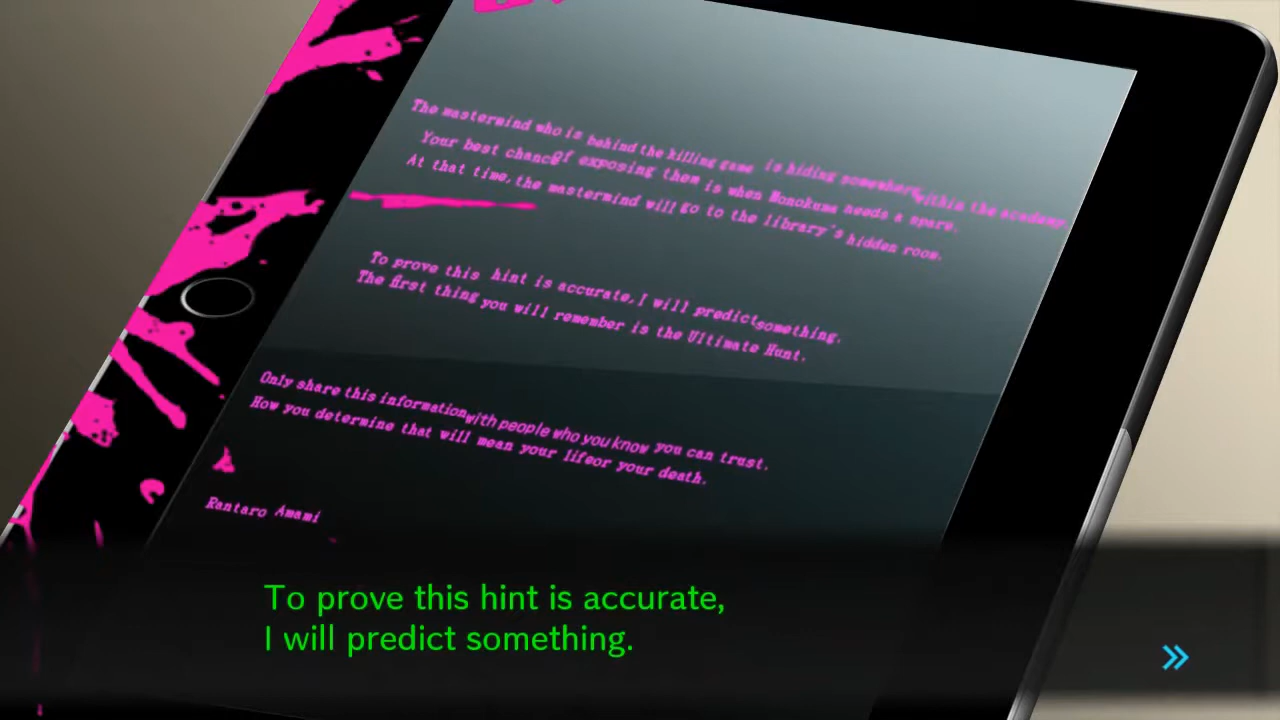 The mastermind who is behind the killing game is hiding somewhere within the academy.
Your best chance of exposing them is when Monokuma needs a spare.
At that time, the mastermind will go to the library's hidden room.
To prove this hint is accurate, I will predict something.
The first thing you will remember is the Ultimate Hunt.
Only share this information with people who you know you can trust.
How you determine that will mean your life or your death.
Rantaro Amami
To prove this hint is accurate,
I will predict something.